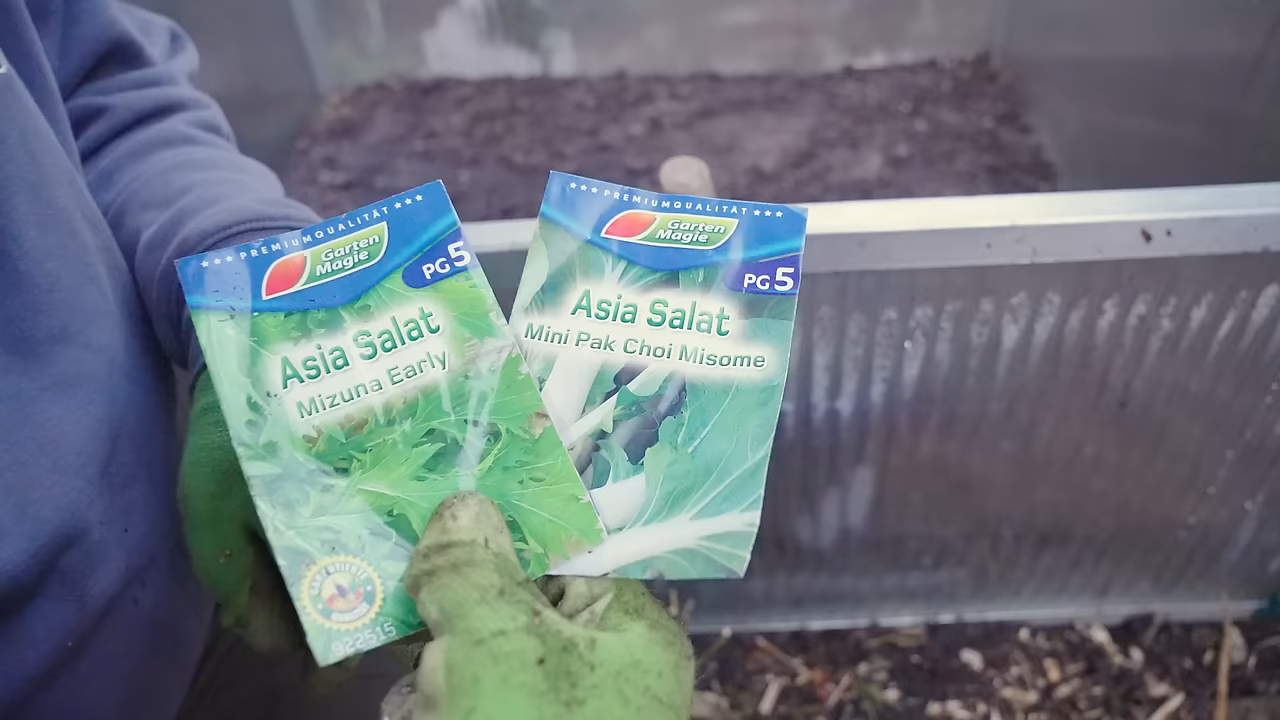 PREMIUMQUALITÄT
Garten
Magie
PG 5
Asia Salat
Mizuna Early
922515
PREMIUMQUALITÄT
Garten
Magie
PG 5
Asia Salat
Mini Pak Choi Misome